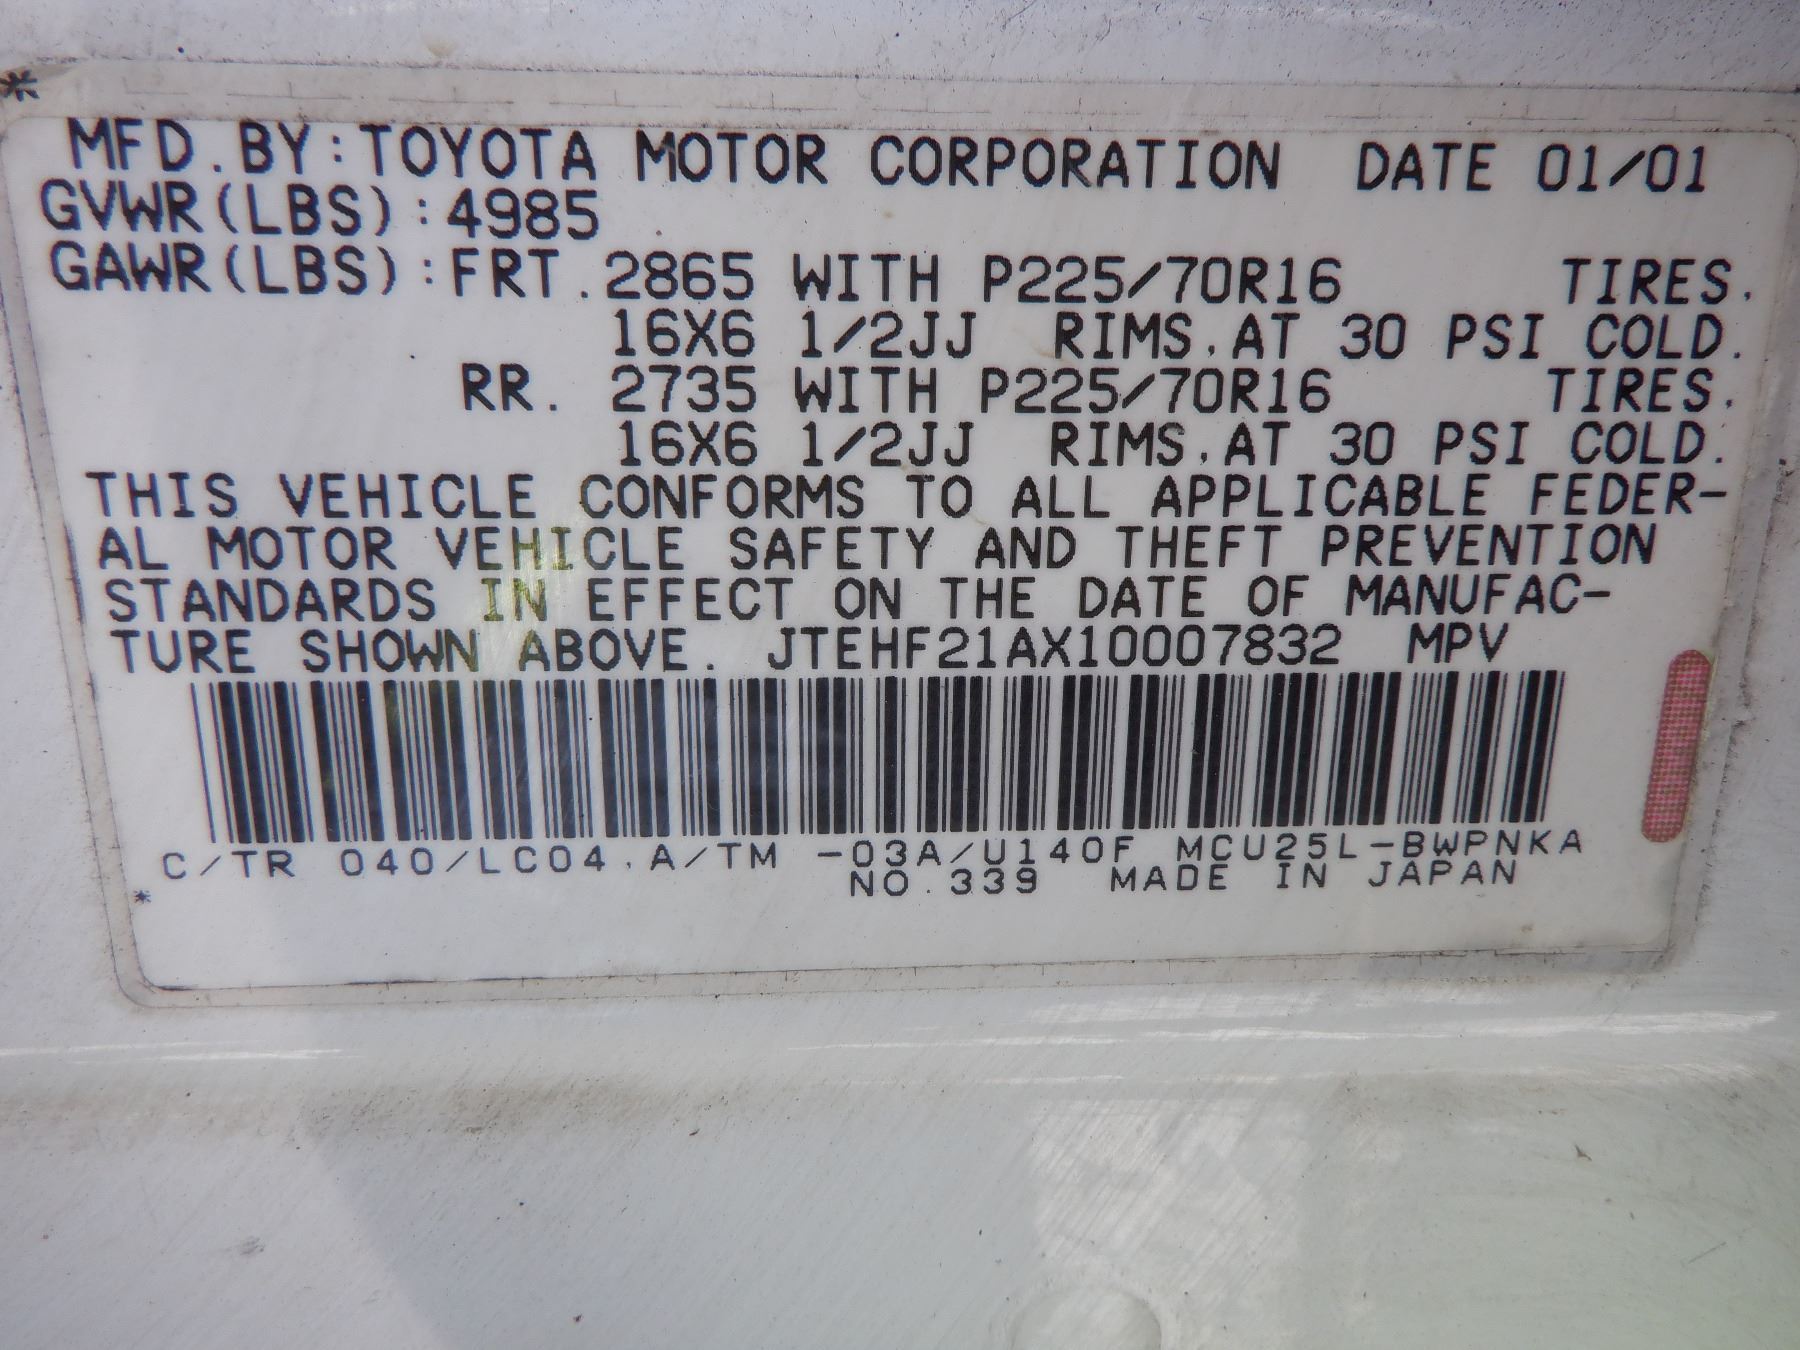 MFD.BY:TOYOTA MOTOR CORPORATION DATE 01/01
GVWR(LBS):4985
GAWR(LBS):FRT.2865 WITH P225/70R16 TIRES.
16X6 1/2JJ RIMS,AT 30 PSI COLD.
RR. 2735 WITH P225/70R16 TIRES,
16X6 1/2JJ RIMS,AT 30 PSI COLD.
THIS VEHICLE CONFORMS TO ALL APPLICABLE FEDER-
AL MOTOR VEHICLE SAFETY AND THEFT PREVENTION
STANDARDS IN EFFECT ON THE DATE OF MANUFAC-
TURE SHOWN ABOVE. JTEHF21AX10007832 MPV
C/TR 040/LC04,A/TM -03A/U140F MCU25L-BWPNKA
NO.339 MADE IN JAPAN